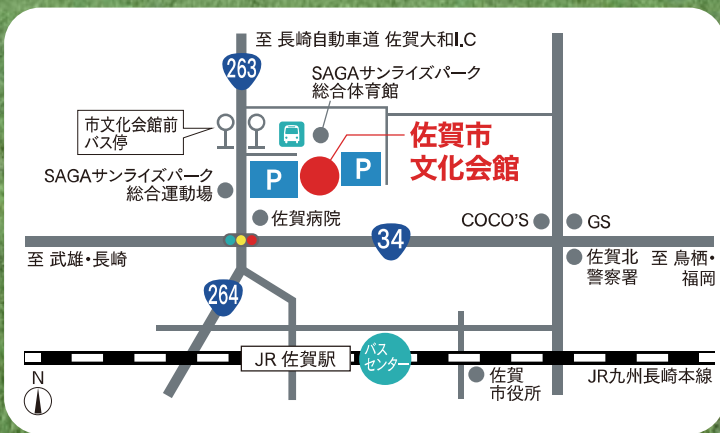 至 長崎自動車道 佐賀大和I.C
263
SAGAサンライズパーク
総合体育館
市文化会館前
バス停
佐賀市
文化会館
P
P
SAGAサンライズパーク
総合運動場
佐賀病院
COCO'S
GS
34
至 武雄・長崎
佐賀北
警察署
至 鳥栖・
福岡
264
JR 佐賀駅
バス
センター
N
佐賀
市役所
JR九州長崎本線